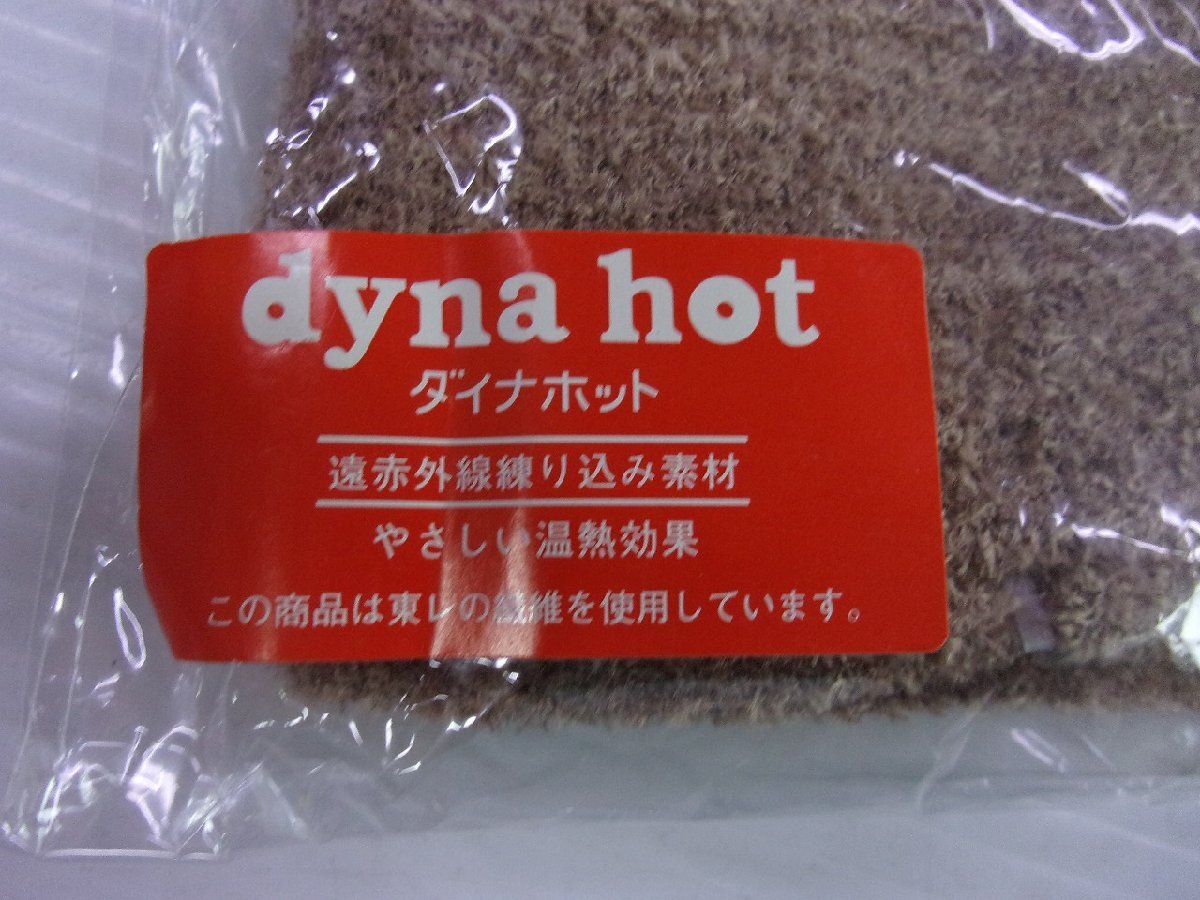 dyna hot
ダイナホット
遠赤外線練り込み素材
やさしい温熱効果
この商品は東レの繊維を使用しています。